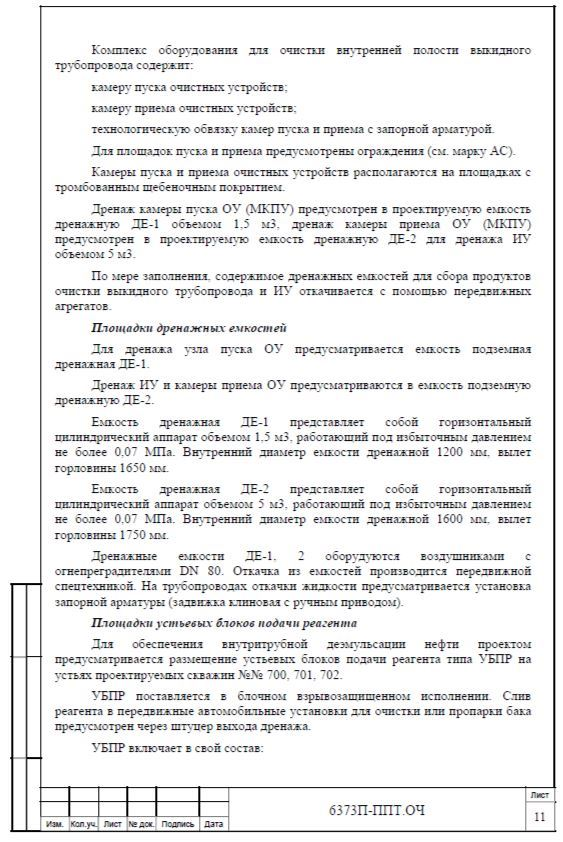 Комплекс оборудования для очистки внутренней полости выкидного
трубопровода содержит:
камеру пуска очистных устройств;
камеру приема очистных устройств;
технологическую обвязку камер пуска и приема с запорной арматурой.
Для площадок пуска и приема предусмотрены ограждения (см. марку АС).
Камеры пуска и приема очистных устройств располагаются на площадках с
тромбованным щебеночным покрытием.
Дренаж камеры пуска ОУ (МКПУ) предусмотрен в проектируемую емкость
дренажную ДЕ-1 объемом 1,5 м3, дренаж камеры приема ОУ (МКПУ)
предусмотрен в проектируемую емкость дренажную ДЕ-2 для дренажа ИУ
объемом 5 м3.
По мере заполнения, содержимое дренажных емкостей для сбора продуктов
очистки выкидного трубопровода и ИУ откачивается с помощью передвижных
агрегатов.
Площадки дренажных емкостей
Для дренажа узла пуска ОУ предусматривается емкость подземная
дренажная ДЕ-1.
Дренаж ИУ и камеры приема ОУ предусматриваются в емкость подземную
дренажную ДЕ-2.
Емкость дренажная ДЕ-1 представляет собой горизонтальный
цилиндрический аппарат объемом 1,5 м3, работающий под избыточным давлением
не более 0,07 МПа. Внутренний диаметр емкости дренажной 1200 мм, вылет
горловины 1650 мм.
Емкость дренажная ДЕ-2 представляет собой горизонтальный
цилиндрический аппарат объемом 5 м3, работающий под избыточным давлением
не более 0,07 МПа. Внутренний диаметр емкости дренажной 1600 мм, вылет
горловины 1750 мм.
Дренажные емкости ДЕ-1, 2 оборудуются воздушниками с
огнепреградителями DN 80. Откачка из емкостей производится передвижной
спецтехникой. На трубопроводах откачки жидкости предусматривается установка
запорной арматуры (задвижка клиновая с ручным приводом).
Площадки устьевых блоков подачи реагента
Для обеспечения внутритрубной деэмульсации нефти проектом
предусматривается размещение устьевых блоков подачи реагента типа УБПР на
устьях проектируемых скважин №№ 700, 701, 702.
УБПР поставляется в блочном взрывозащищенном исполнении. Слив
реагента в передвижные автомобильные установки для очистки или пропарки бака
предусмотрен через штуцер выхода дренажа.
УБПР включает в свой состав:
6373П-ППТ.ОЧ
Лист
11
Изм. Кол.уч. Лист № док. Подпись Дата